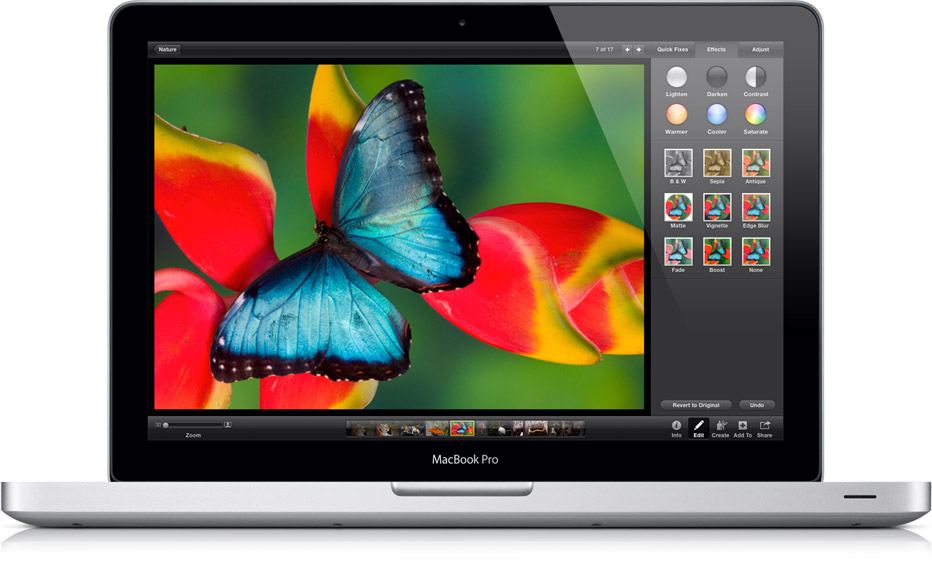 Nature
7 of 17
Quick Fixes Effects Adjust
Lighten Darken Contrast
Warmer Cooler Saturate
B & W Sepia Antique
Matte Vignette Edge Blur
Fade Boost None
Revert to Original Undo
Zoom
Info Edit Create Add To Share
MacBook Pro